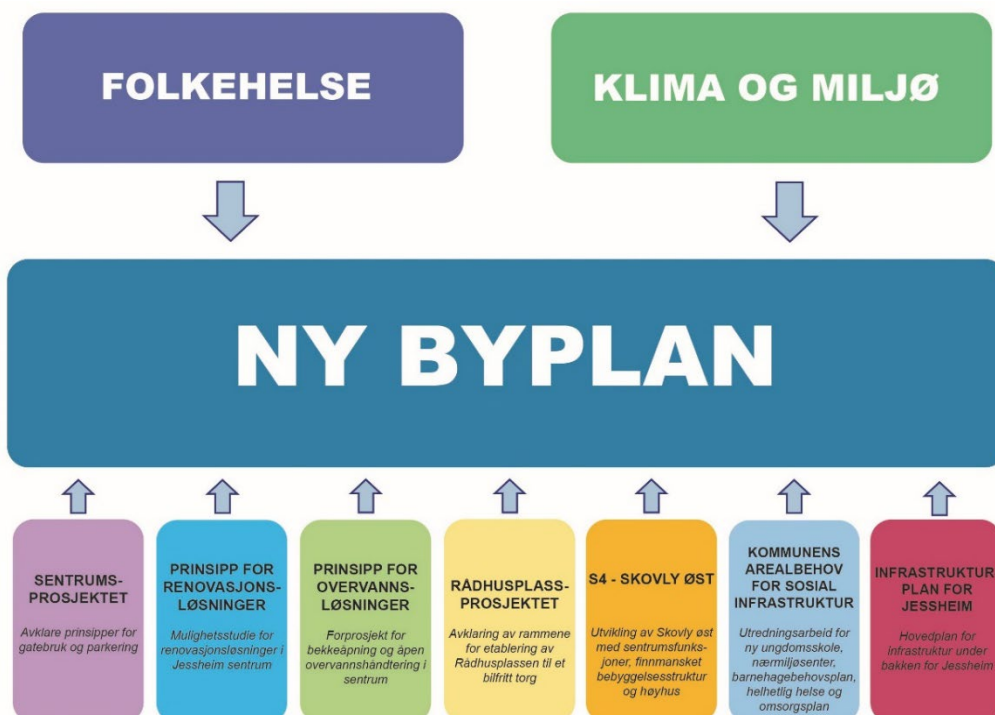 FOLKEHELSE
KLIMA OG MILJØ
NY BYPLAN
SENTRUMS-
PROSJEKTET
Avklare prinsipper for
gatebruk og parkering
PRINSIPP FOR
RENOVASJONS-
LØSNINGER
Mulighetsstudie for
renovasjonsløsninger i
Jessheim sentrum
PRINSIPP FOR
OVERVANNS-
LØSNINGER
Forprosjekt for
bekkeåpning og åpen
overvannshåndtering i
sentrum
RÅDHUSPLASS-
PROSJEKTET
Avklaring av rammene
for etablering av
Rådhusplassen til et
bilfritt torg
S4 - SKOVLY ØST
Utvikling av Skovly øst
med sentrumsfunks-
joner, finnmansket
bebyggelsesstruktur
og høyhus
KOMMUNENS
AREALBEHOV
FOR SOSIAL
INFRASTRUKTUR
Utredningsarbeid for
ny ungdomsskole,
nærmiljøsenter,
barnehagebehovsplan,
helhetlig helse og
omsorgsplan
INFRASTRUKTUR
PLAN FOR
JESSHEIM
Hovedplan for
infrastruktur under
bakken for Jessheim